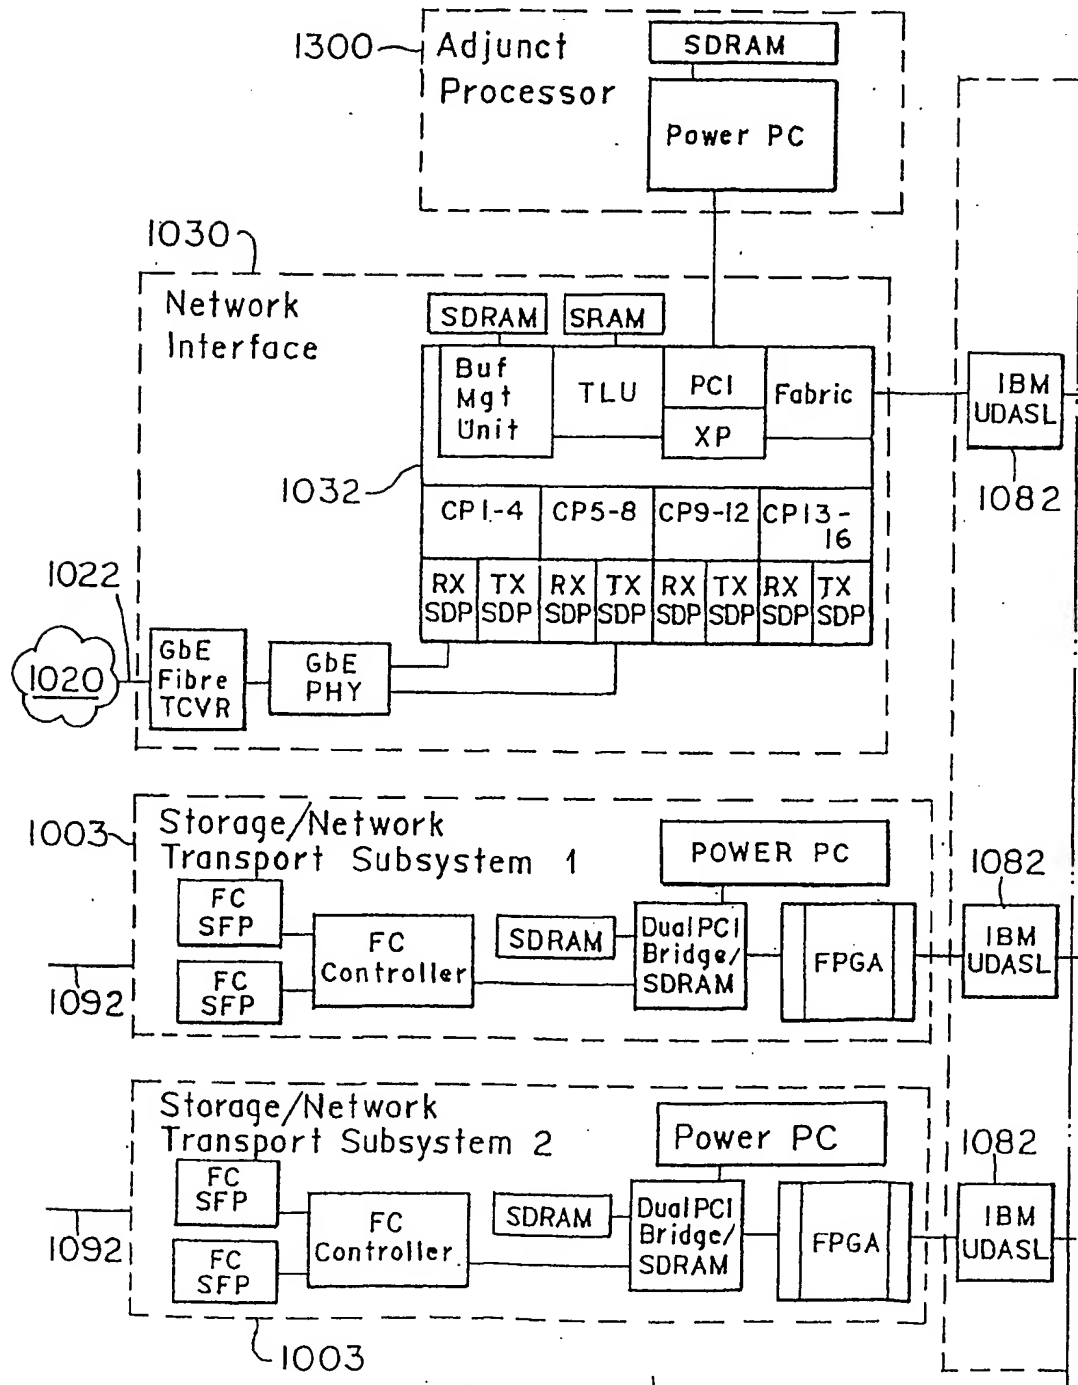 1300
Adjunct
Processor
SDRAM
Power PC
1030
Network
Interface
SDRAM
SRAM
Buf
Mgt
Unit
TLU
PCI
XP
Fabric
IBM
UDASL
1082
1032
CP1-4
CP5-8
CP9-12
CP13-
16
RX
SDP
TX
SDP
RX
SDP
TX
SDP
RX
SDP
TX
SDP
RX
SDP
TX
SDP
1022
1020
GbE
Fibre
TCVR
GbE
PHY
1003
Storage/Network
Transport Subsystem 1
POWER PC
FC
SFP
FC
SFP
FC
Controller
SDRAM
Dual PCI
Bridge/
SDRAM
FPGA
1082
IBM
UDASL
1092
Storage/Network
Transport Subsystem 2
Power PC
FC
SFP
FC
SFP
FC
Controller
SDRAM
Dual PCI
Bridge/
SDRAM
FPGA
1082
IBM
UDASL
1092
1003